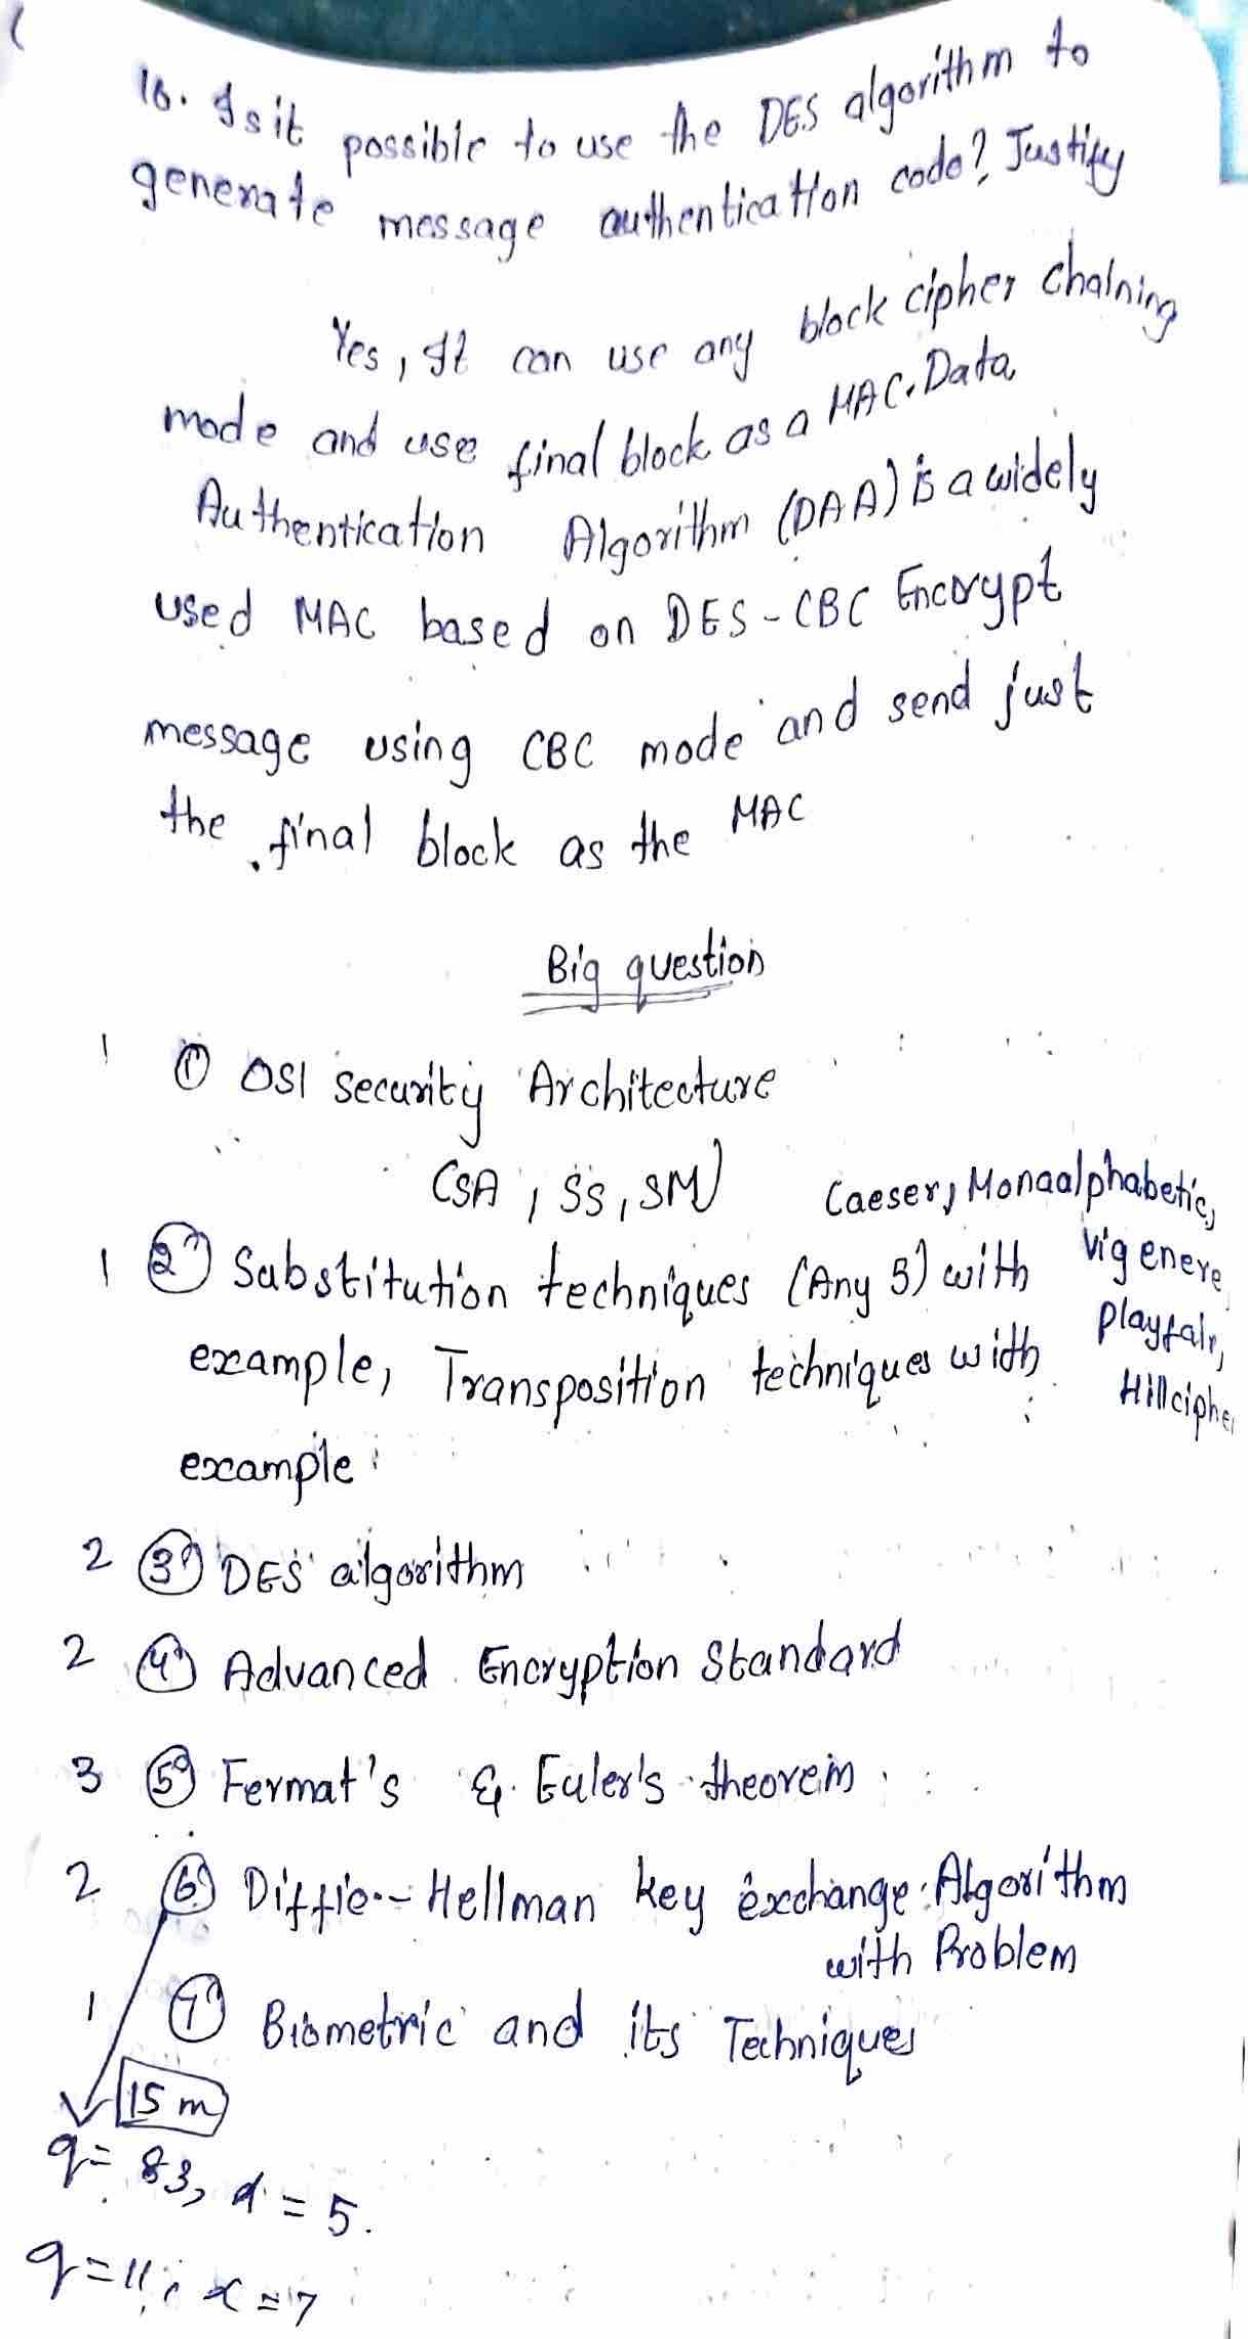 16. Is it possible to use the DES algorithm to
generate message authentication code? Justify
Yes, It can use any block cipher chaining
mode and use final block as a MAC. Data
Authentication Algorithm (DAA) is a widely
used MAC based on DES-CBC Encrypt
message using CBC mode and send just
the final block as the MAC
Big question
1 ① OSI security Architecture
(SA, SS, SM)
1 ② Substitution techniques (Any 5) with
example, Transposition techniques with
example
Caeser, Monaalphabetic,
Vigenere
Playfair,
Hill cipher
2 ③ DES algorithm
2 ④ Advanced Encryption Standard
3 ⑤ Fermat's & Euler's theorem
2 ⑥ Diffie-Hellman key exchange Algorithm
with Problem
1 ⑦ Biometric and its Techniques
15 m
q = 83, α = 5.
q = 11, α = 7